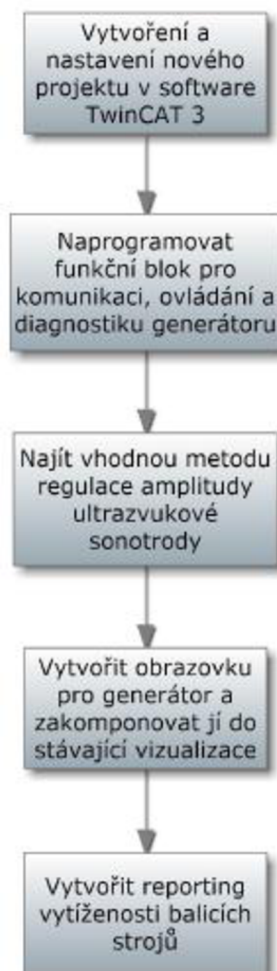 Vytvoření a
nastavení nového
projektu v software
TwinCAT 3
Naprogramovat
funkční blok pro
komunikaci, ovládání a
diagnostiku generátoru
Najít vhodnou metodu
regulace amplitudy
ultrazvukové
sonotrody
Vytvořit obrazovku
pro generátor a
zakomponovat jí do
stávající vizualizace
Vytvořit reporting
vytíženosti balicích
strojů